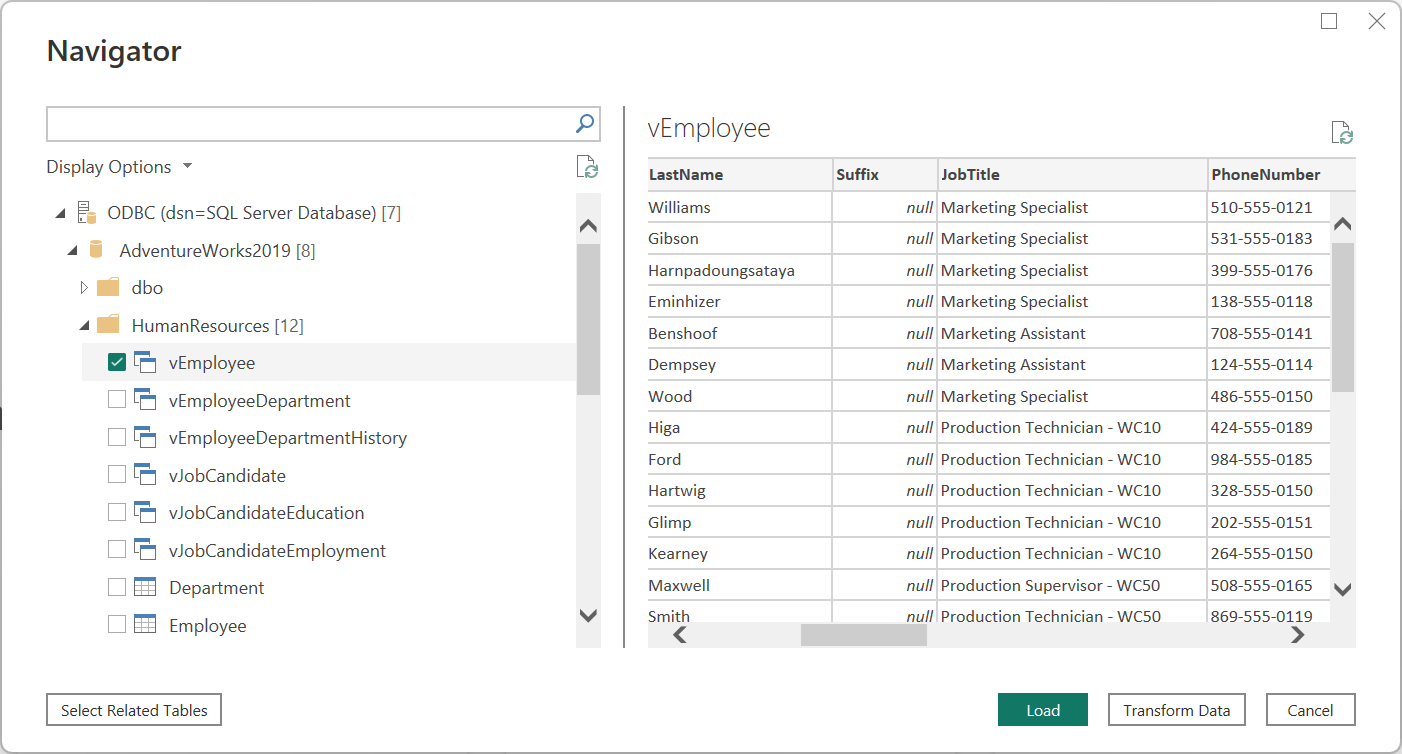 Navigator
Display Options
ODBC (dsn=SQL Server Database) [7]
AdventureWorks2019 [8]
dbo
HumanResources [12]
vEmployee
vEmployeeDepartment
vEmployeeDepartmentHistory
vJobCandidate
vJobCandidateEducation
vJobCandidateEmployment
Department
Employee
vEmployee
LastName Suffix JobTitle PhoneNumber
Williams null Marketing Specialist 510-555-0121
Gibson null Marketing Specialist 531-555-0183
Harnpadoungsataya null Marketing Specialist 399-555-0176
Eminhizer null Marketing Specialist 138-555-0118
Benshoof null Marketing Assistant 708-555-0141
Dempsey null Marketing Assistant 124-555-0114
Wood null Marketing Specialist 486-555-0150
Higa null Production Technician - WC10 424-555-0189
Ford null Production Technician - WC10 984-555-0185
Hartwig null Production Technician - WC10 328-555-0150
Glimp null Production Technician - WC10 202-555-0151
Kearney null Production Technician - WC10 264-555-0150
Maxwell null Production Supervisor - WC50 508-555-0165
Smith null Production Technician - WC50 869-555-0119
Select Related Tables
Load
Transform Data
Cancel